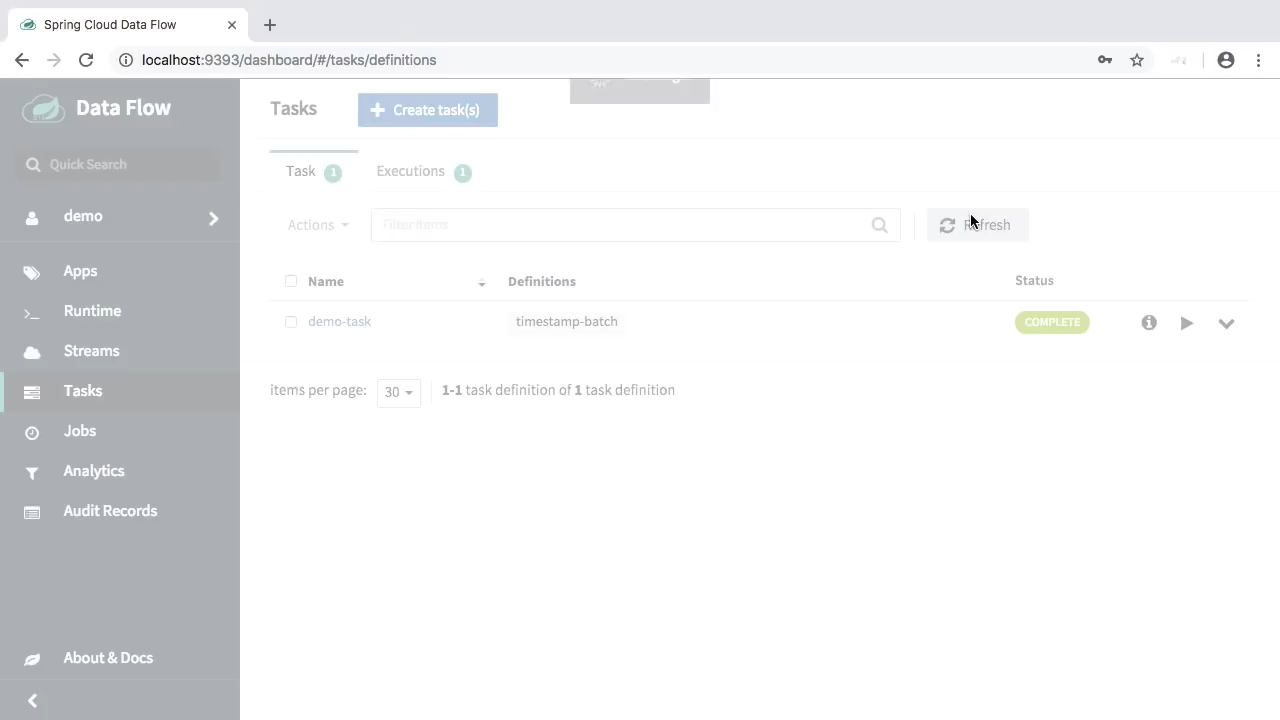 Spring Cloud Data Flow
localhost:9393/dashboard/#/tasks/definitions
Data Flow
Quick Search
demo
Apps
Runtime
Streams
Tasks
Jobs
Analytics
Audit Records
About & Docs
Tasks
Create task(s)
Task 1
Executions 1
Actions
Filter items
Refresh
Name Definitions Status
demo-task timestamp-batch COMPLETE
items per page: 30 1-1 task definition of 1 task definition